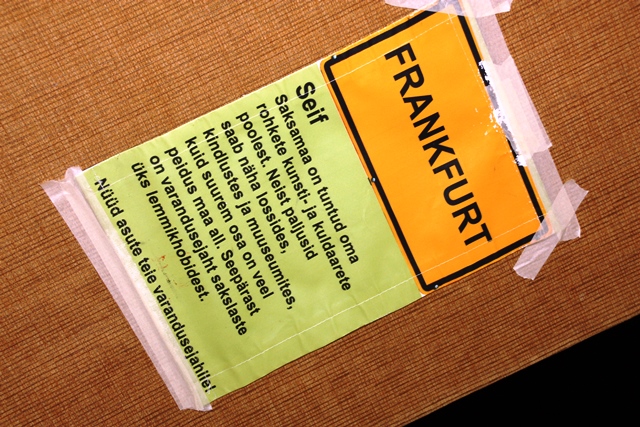 FRANKFURT
Seif
Saksamaa on tuntud oma
rohkete kunsti- ja kuldaarete
poolest. Neist paljusid
saab näha lossides,
kindlustes ja muuseumites,
kuid suurem osa on veel
peidus maa all. Seepärast
on varandusejaht sakslaste
üks lemmikhobidest.
Nüüd asute teie varandusejahile!